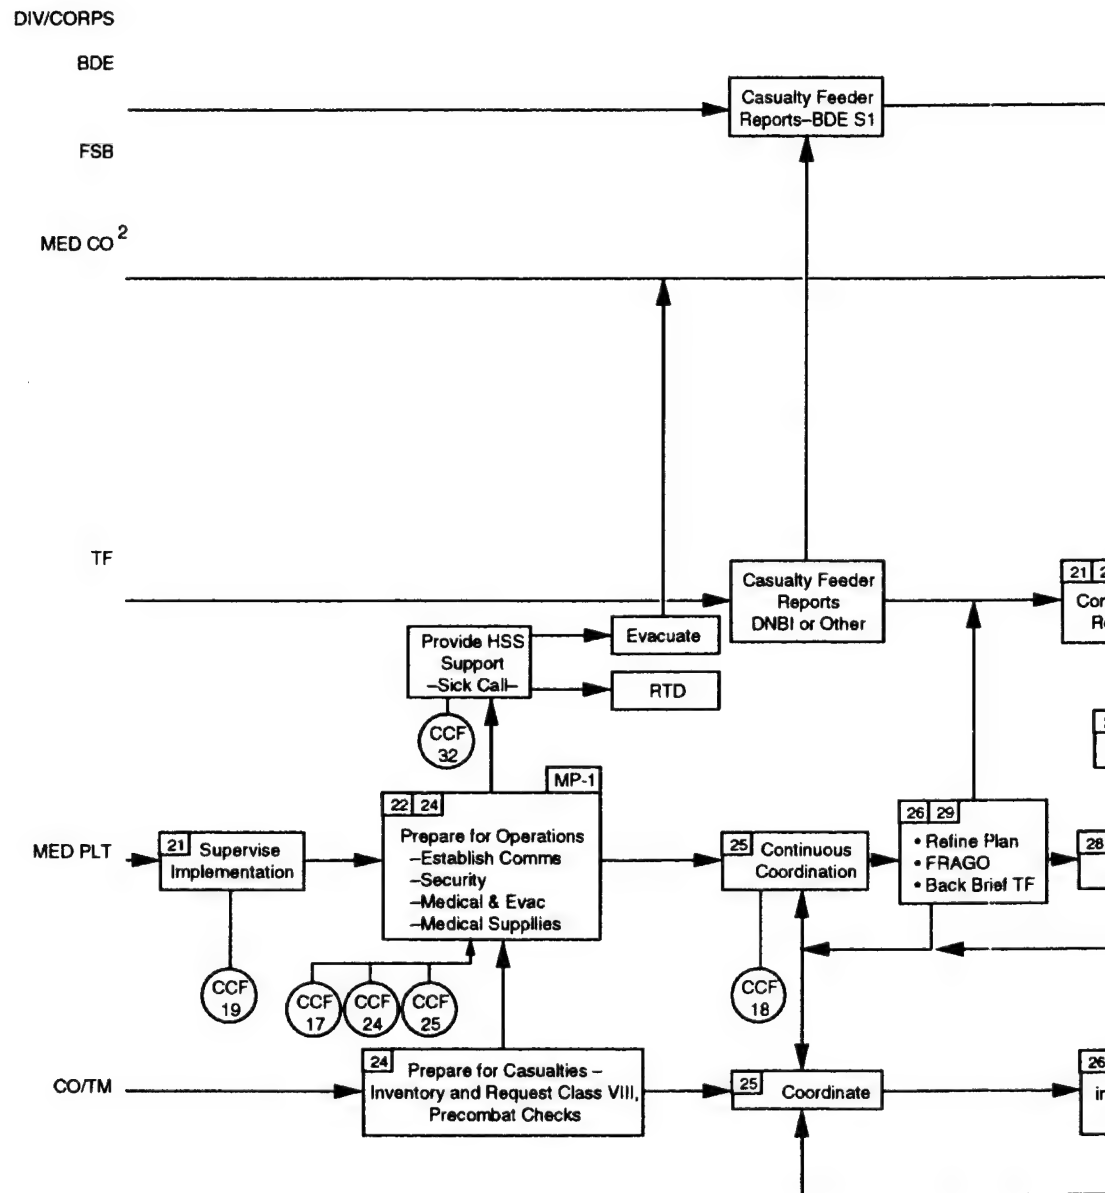 DIV/CORPS
BDE
Casualty Feeder
Reports–BDE S1
FSB
MED CO 2
TF
Casualty Feeder
Reports
DNBI or Other
21
Provide HSS
Support
–Sick Call–
Evacuate
RTD
CCF
32
MP-1
MED PLT
21 Supervise
Implementation
22 24
Prepare for Operations
–Establish Comms
–Security
–Medical & Evac
–Medical Suppllies
25 Continuous
Coordination
26 29
• Refine Plan
• FRAGO
• Back Brief TF
28
CCF
19
CCF
17
CCF
24
CCF
25
CCF
18
CO/TM
24 Prepare for Casualties –
Inventory and Request Class VIII,
Precombat Checks
25 Coordinate
26